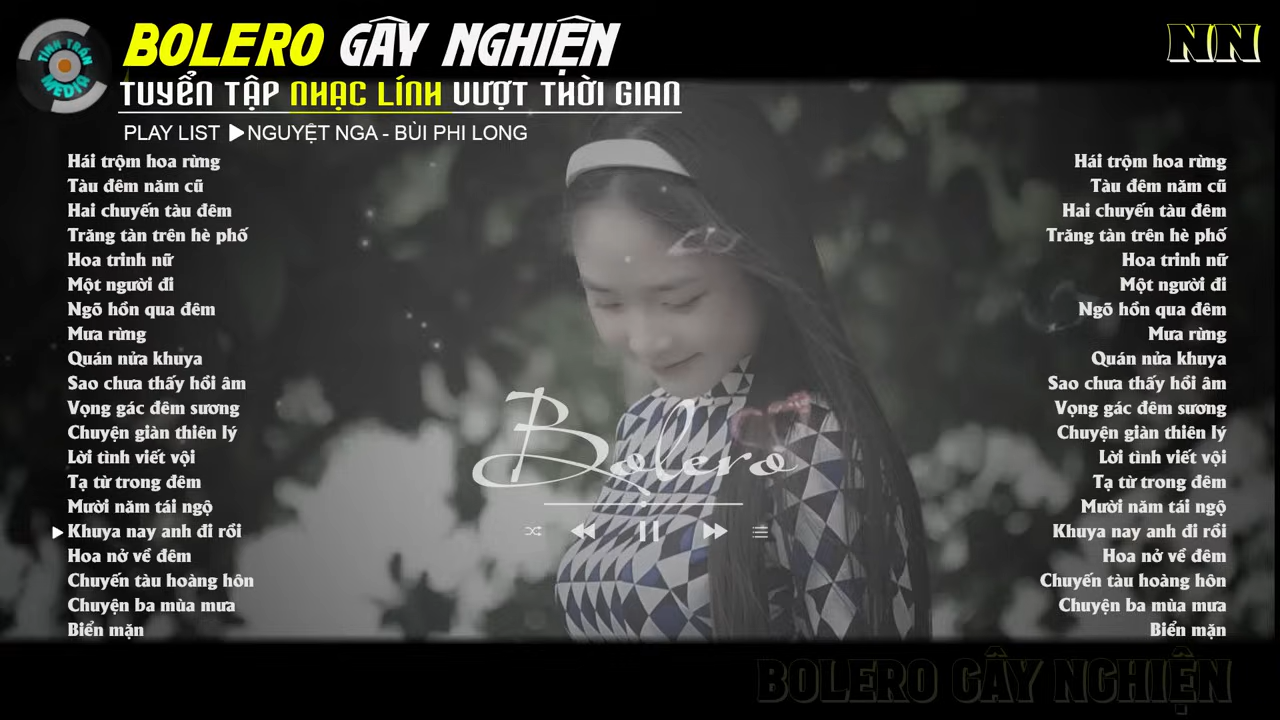 TÌNH TRẦN
MEDIA
BOLERO GÂY NGHIỆN
NN
TUYỂN TẬP NHẠC LÍNH VƯỢT THỜI GIAN
PLAY LIST NGUYỆT NGA - BÙI PHI LONG
Hái trộm hoa rừng
Tàu đêm năm cũ
Hai chuyến tàu đêm
Trăng tàn trên hè phố
Hoa trinh nữ
Một người đi
Ngõ hồn qua đêm
Mưa rừng
Quán nửa khuya
Sao chưa thấy hồi âm
Vọng gác đêm sương
Chuyện giàn thiên lý
Lời tình viết vội
Tạ từ trong đêm
Mười năm tái ngộ
Khuya nay anh đi rồi
Hoa nở về đêm
Chuyến tàu hoàng hôn
Chuyện ba mùa mưa
Biển mặn
Bolero
Hái trộm hoa rừng
Tàu đêm năm cũ
Hai chuyến tàu đêm
Trăng tàn trên hè phố
Hoa trinh nữ
Một người đi
Ngõ hồn qua đêm
Mưa rừng
Quán nửa khuya
Sao chưa thấy hồi âm
Vọng gác đêm sương
Chuyện giàn thiên lý
Lời tình viết vội
Tạ từ trong đêm
Mười năm tái ngộ
Khuya nay anh đi rồi
Hoa nở về đêm
Chuyến tàu hoàng hôn
Chuyện ba mùa mưa
Biển mặn
BOLERO GÂY NGHIỆN